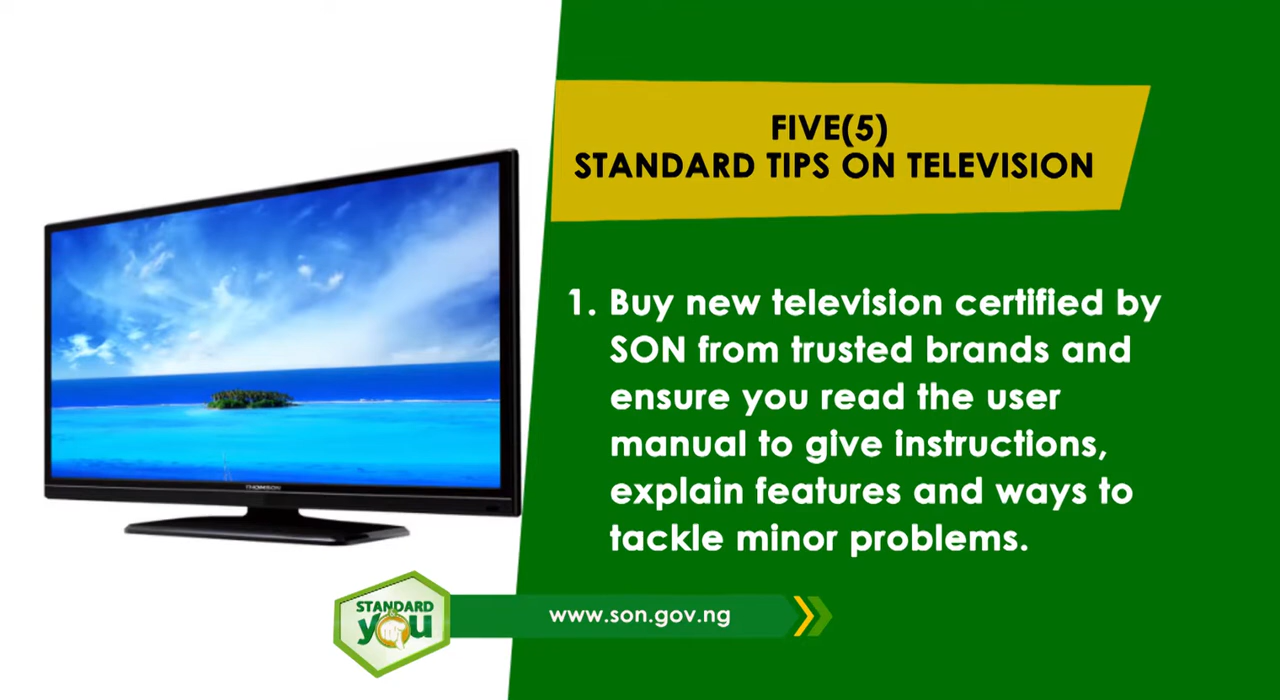 FIVE(5)
STANDARD TIPS ON TELEVISION
1. Buy new television certified by
SON from trusted brands and
ensure you read the user
manual to give instructions,
explain features and ways to
tackle minor problems.
THOMSON
STANDARD
you
www.son.gov.ng